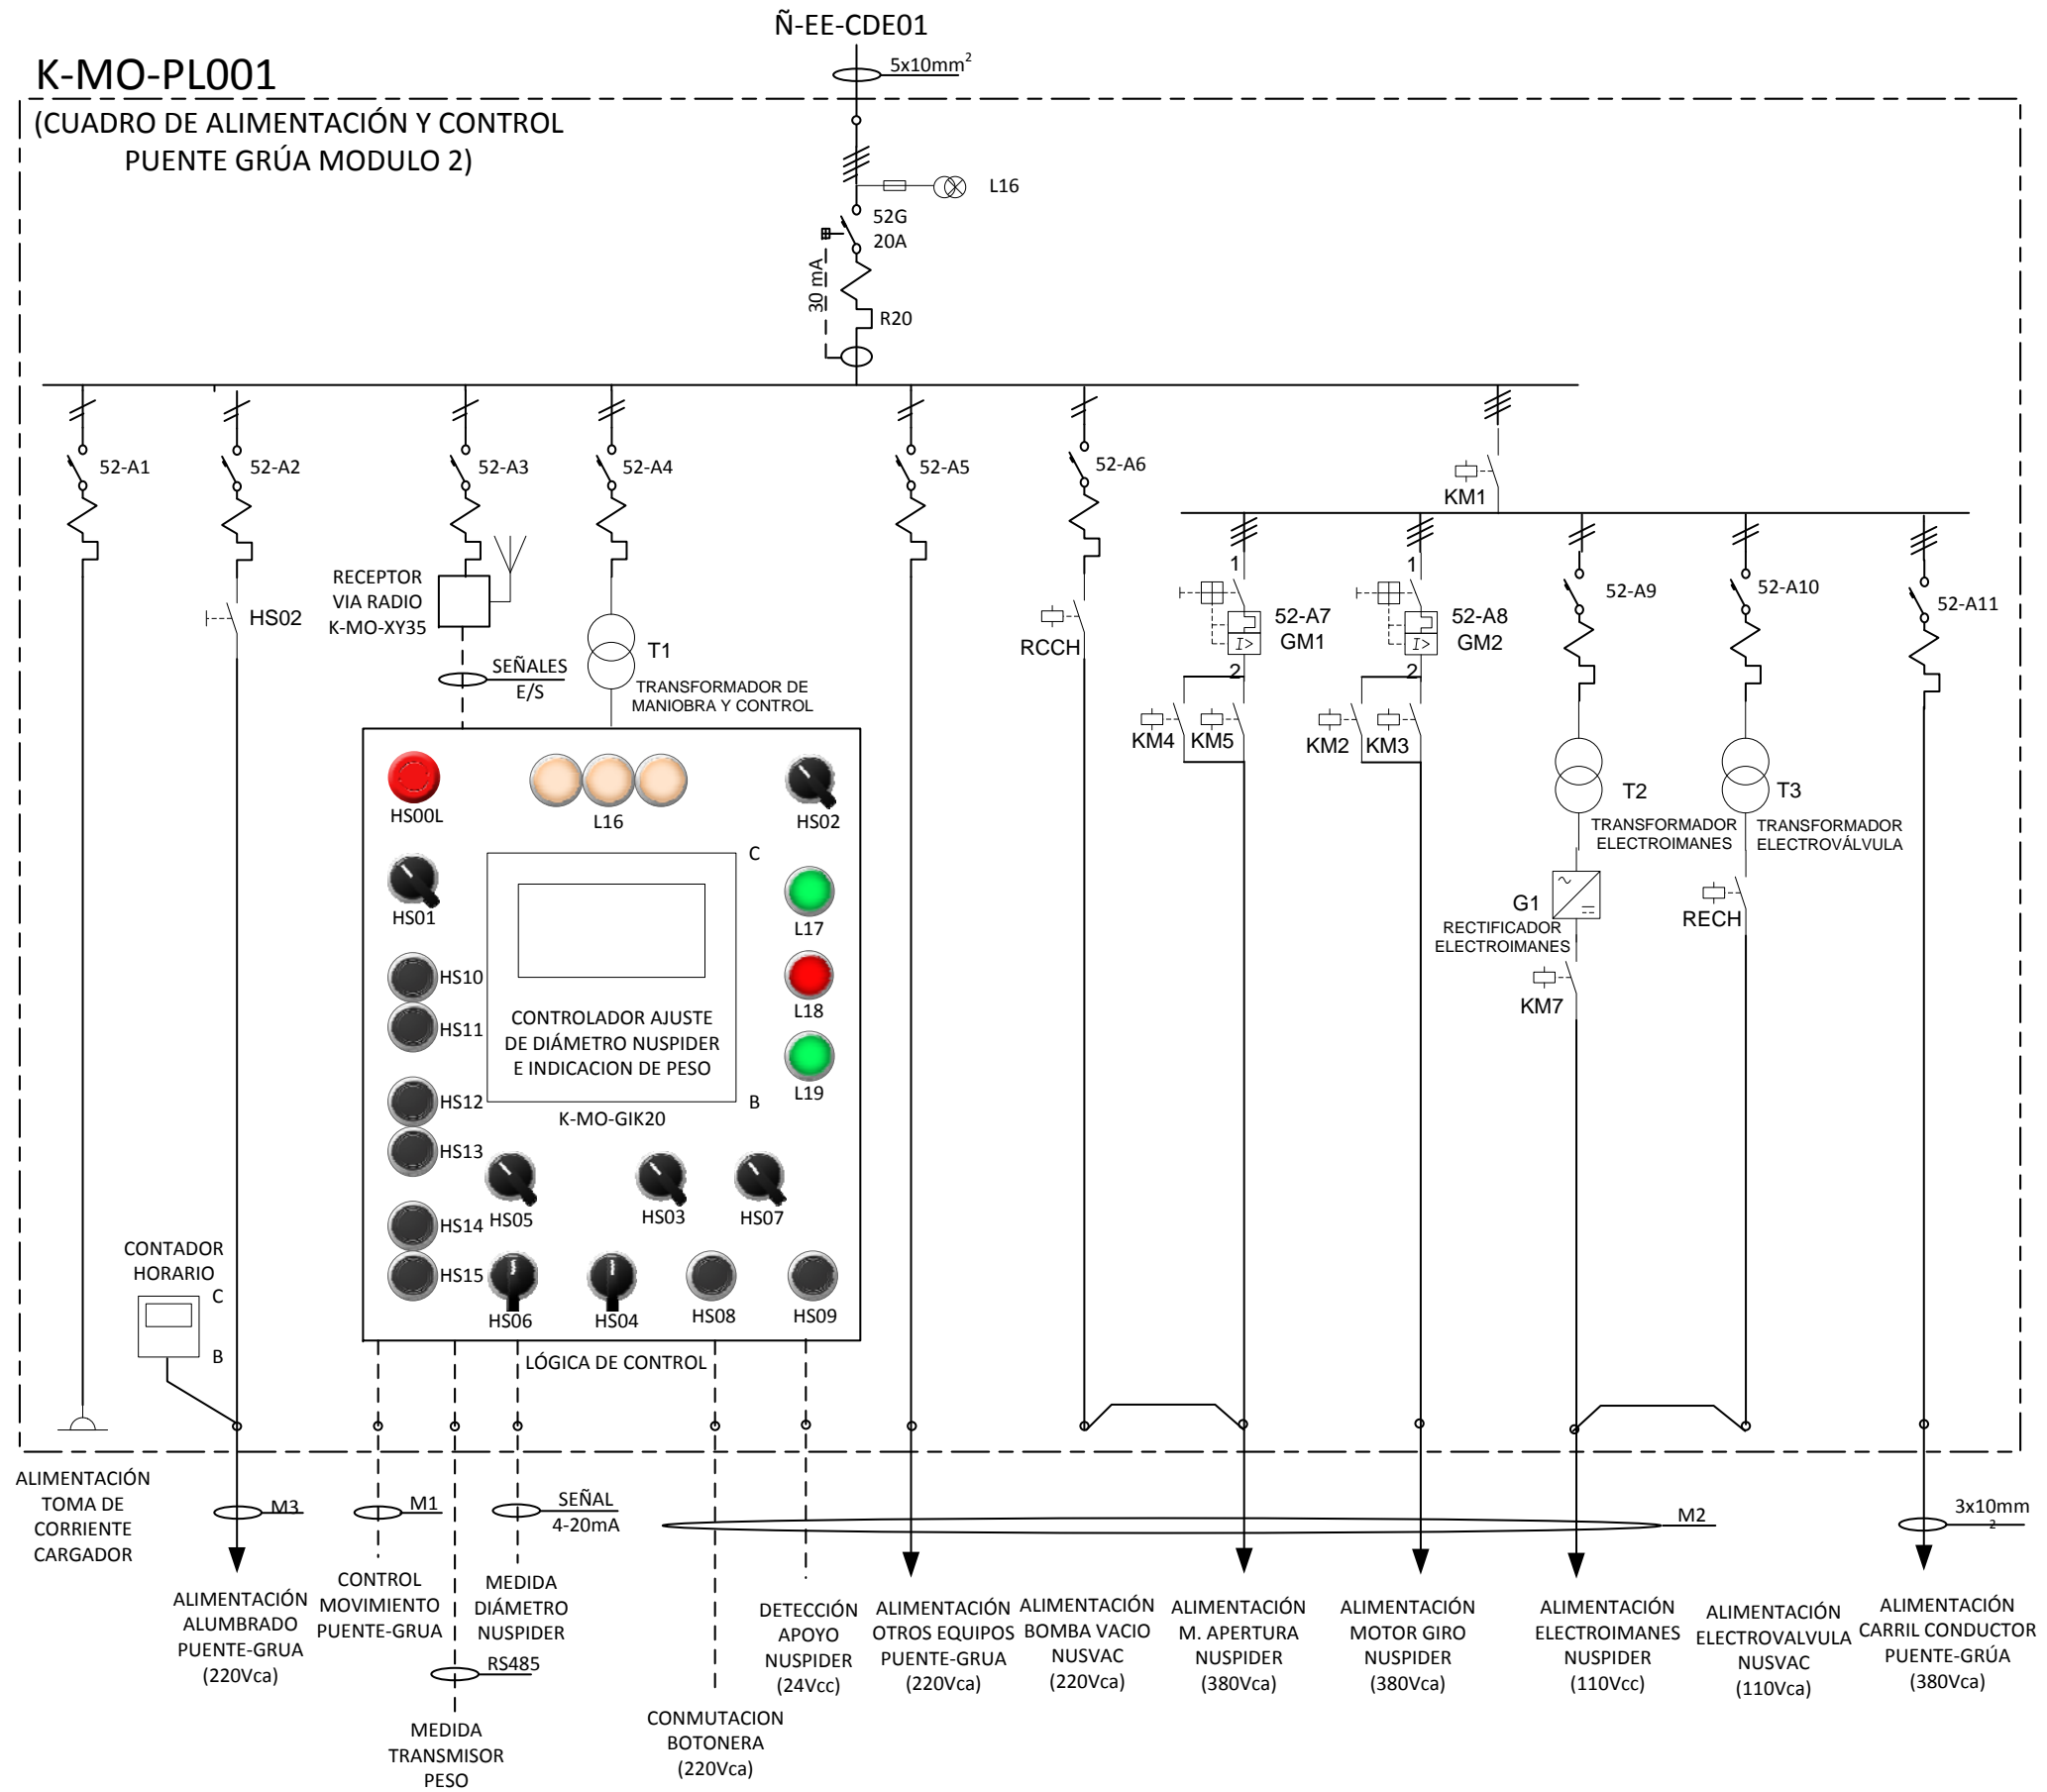 Ñ-EE-CDE01
5x10mm²
K-MO-PL001
(CUADRO DE ALIMENTACIÓN Y CONTROL
PUENTE GRÚA MODULO 2)
L16
52G
20A
30 mA
R20
52-A1
52-A2
52-A3
52-A4
52-A5
52-A6
KM1
HS02
RECEPTOR
VIA RADIO
K-MO-XY35
SEÑALES
E/S
T1
TRANSFORMADOR DE
MANIOBRA Y CONTROL
RCCH
1
52-A7
GM1
I>
2
KM4
KM5
1
52-A8
GM2
I>
2
KM2
KM3
52-A9
52-A10
52-A11
T2
TRANSFORMADOR
ELECTROIMANES
T3
TRANSFORMADOR
ELECTROVÁLVULA
G1
RECTIFICADOR
ELECTROIMANES
KM7
RECH
HS00L
L16
HS02
HS01
C
L17
HS10
HS11
CONTROLADOR AJUSTE
DE DIÁMETRO NUSPIDER
E INDICACION DE PESO
L18
L19
B
K-MO-GIK20
HS12
HS13
HS05
HS03
HS07
HS14
HS15
HS06
HS04
HS08
HS09
LÓGICA DE CONTROL
CONTADOR
HORARIO
C
B
ALIMENTACIÓN
TOMA DE
CORRIENTE
CARGADOR
M3
M1
SEÑAL
4-20mA
M2
3x10mm
2
ALIMENTACIÓN
ALUMBRADO
PUENTE-GRUA
(220Vca)
CONTROL
MOVIMIENTO
PUENTE-GRUA
MEDIDA
DIÁMETRO
NUSPIDER
RS485
MEDIDA
TRANSMISOR
PESO
CONMUTACION
BOTONERA
(220Vca)
DETECCIÓN
APOYO
NUSPIDER
(24Vcc)
ALIMENTACIÓN
OTROS EQUIPOS
PUENTE-GRUA
(220Vca)
ALIMENTACIÓN
BOMBA VACIO
NUSVAC
(220Vca)
ALIMENTACIÓN
M. APERTURA
NUSPIDER
(380Vca)
ALIMENTACIÓN
MOTOR GIRO
NUSPIDER
(380Vca)
ALIMENTACIÓN
ELECTROIMANES
NUSPIDER
(110Vcc)
ALIMENTACIÓN
ELECTROVALVULA
NUSVAC
(110Vca)
ALIMENTACIÓN
CARRIL CONDUCTOR
PUENTE-GRÚA
(380Vca)